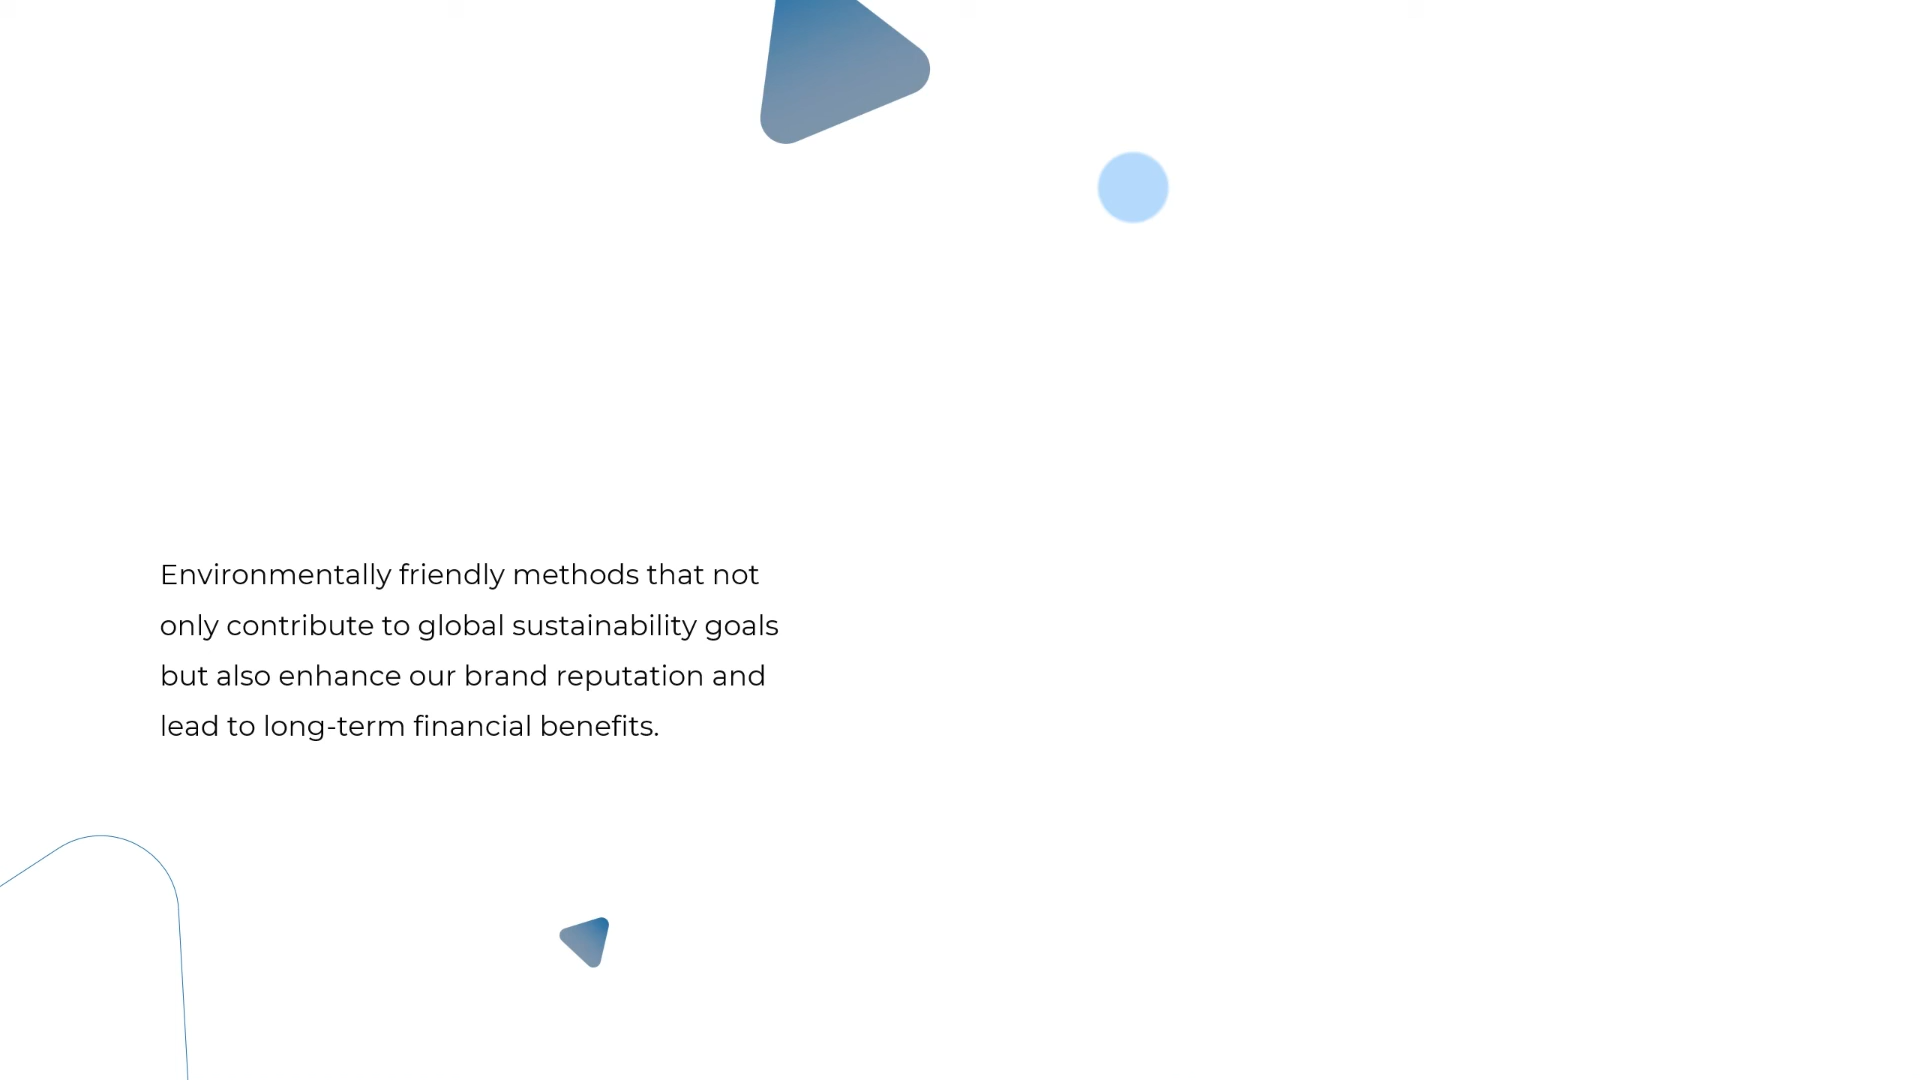 Environmentally friendly methods that not
only contribute to global sustainability goals
but also enhance our brand reputation and
lead to long-term financial benefits.